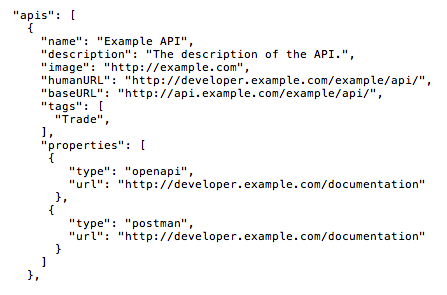 "apis": [
  {
    "name": "Example API",
    "description": "The description of the API.",
    "image": "http://example.com",
    "humanURL": "http://developer.example.com/example/api/",
    "baseURL": "http://api.example.com/example/api/",
    "tags": [
      "Trade",
    ],
    "properties": [
     {
        "type": "openapi",
        "url": "http://developer.example.com/documentation"
      },
     {
        "type": "postman",
        "url": "http://developer.example.com/documentation"
      }
    ]
  },